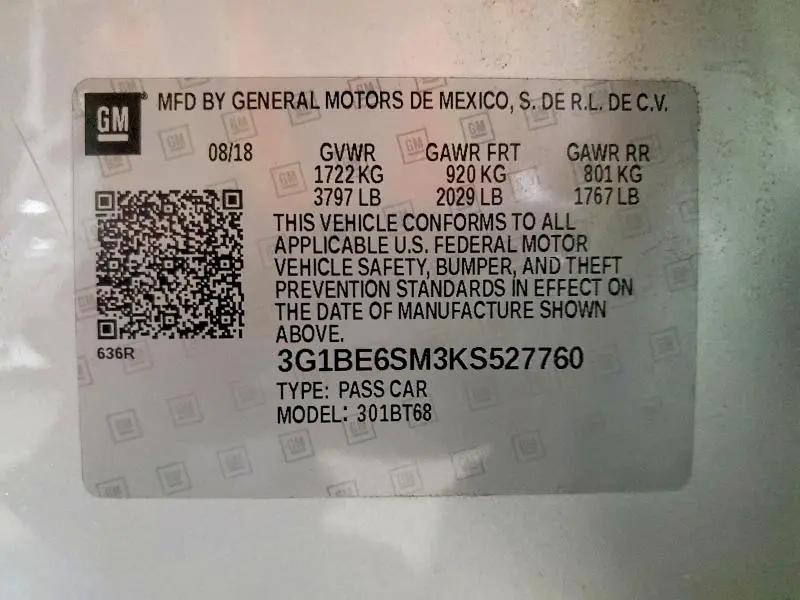 GM® MFD BY GENERAL MOTORS DE MEXICO, S. DE R.L. DE C.V.
08/18 GVWR GAWR FRT GAWR RR
1722 KG 920 KG 801 KG
3797 LB 2029 LB 1767 LB
THIS VEHICLE CONFORMS TO ALL
APPLICABLE U.S. FEDERAL MOTOR
VEHICLE SAFETY, BUMPER, AND THEFT
PREVENTION STANDARDS IN EFFECT ON
THE DATE OF MANUFACTURE SHOWN
ABOVE.
636R
3G1BE6SM3KS527760
TYPE: PASS CAR
MODEL: 301BT68